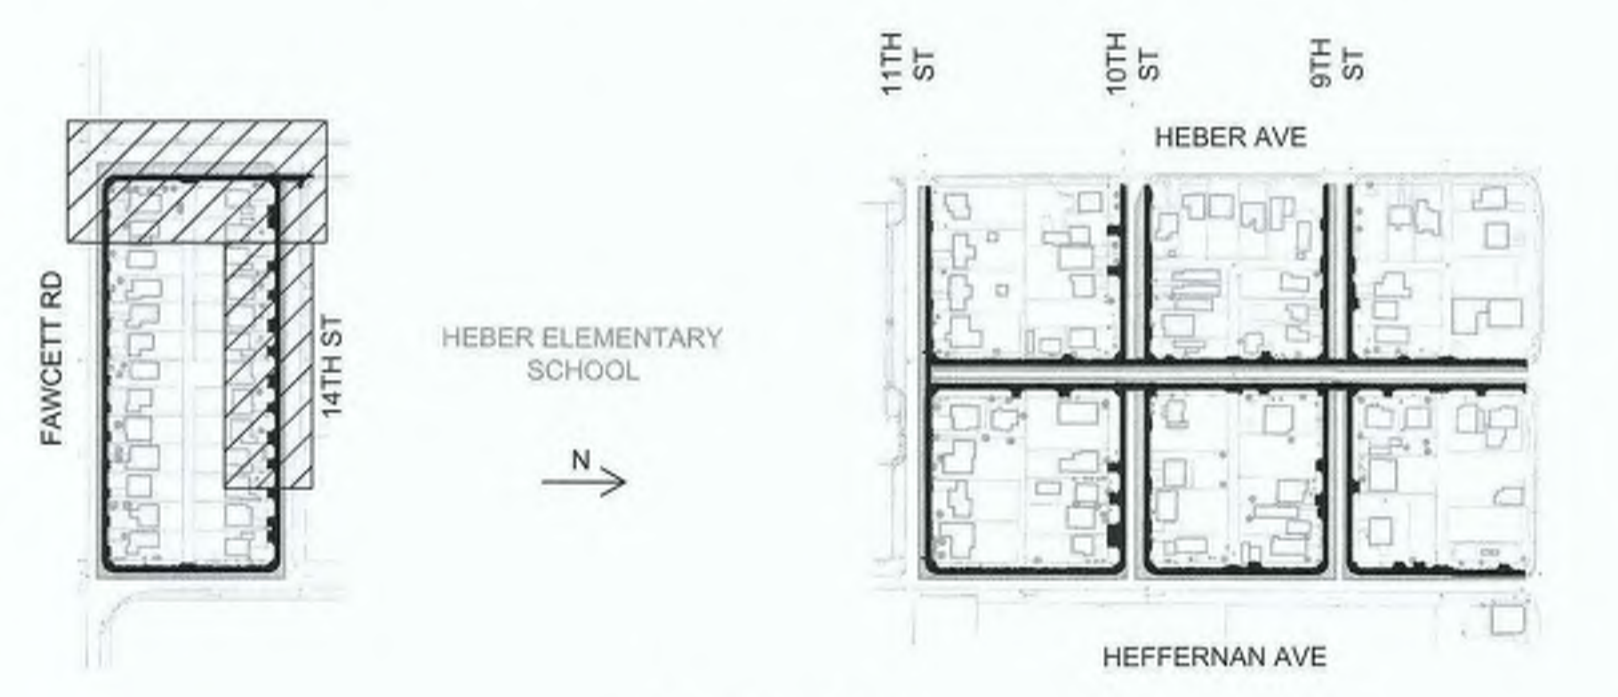 FAWCETT RD
14TH ST
HEBER ELEMENTARY
SCHOOL
N
11TH
ST
10TH
ST
9TH
ST
HEBER AVE
HEFFERNAN AVE